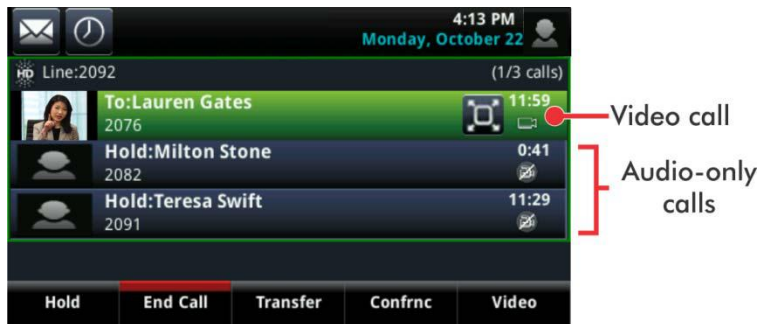 4:13 PM
Monday, October 22
HD Line:2092 (1/3 calls)
To:Lauren Gates 11:59
2076
Video call
Hold:Milton Stone 0:41
2082
Audio-only
calls
Hold:Teresa Swift 11:29
2091
Hold End Call Transfer Confrnc Video